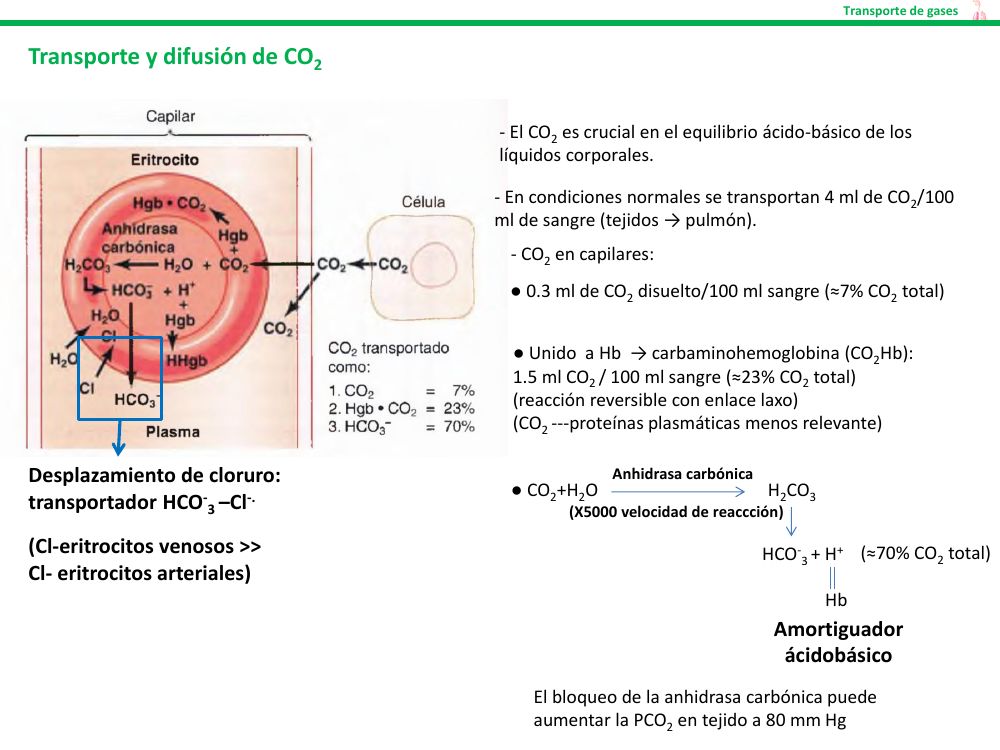 Transporte de gases
Transporte y difusión de CO₂
Capilar
Eritrocito
Hgb • CO₂
Anhidrasa
carbónica
Hgb
+
H₂CO₃
H₂O + CO₂
CO₂
CO₂
Célula
HCO₃⁻ + H⁺
+
H₂O
Hgb
Cl
CO₂
H₂O
HHgb
Cl
HCO₃⁻
Plasma
CO₂ transportado
como:
1. CO₂ = 7%
2. Hgb • CO₂ = 23%
3. HCO₃⁻ = 70%
Desplazamiento de cloruro:
transportador HCO⁻₃ –Cl⁻·
(Cl-eritrocitos venosos >>
Cl- eritrocitos arteriales)
- El CO₂ es crucial en el equilibrio ácido-básico de los
líquidos corporales.
- En condiciones normales se transportan 4 ml de CO₂/100
ml de sangre (tejidos → pulmón).
- CO₂ en capilares:
● 0.3 ml de CO₂ disuelto/100 ml sangre (≈7% CO₂ total)
● Unido a Hb → carbaminohemoglobina (CO₂Hb):
1.5 ml CO₂ / 100 ml sangre (≈23% CO₂ total)
(reacción reversible con enlace laxo)
(CO₂ ---proteínas plasmáticas menos relevante)
Anhidrasa carbónica
● CO₂+H₂O → H₂CO₃
(X5000 velocidad de reaccción)
HCO⁻₃ + H⁺ (≈70% CO₂ total)
Hb
Amortiguador
ácidobásico
El bloqueo de la anhidrasa carbónica puede
aumentar la PCO₂ en tejido a 80 mm Hg